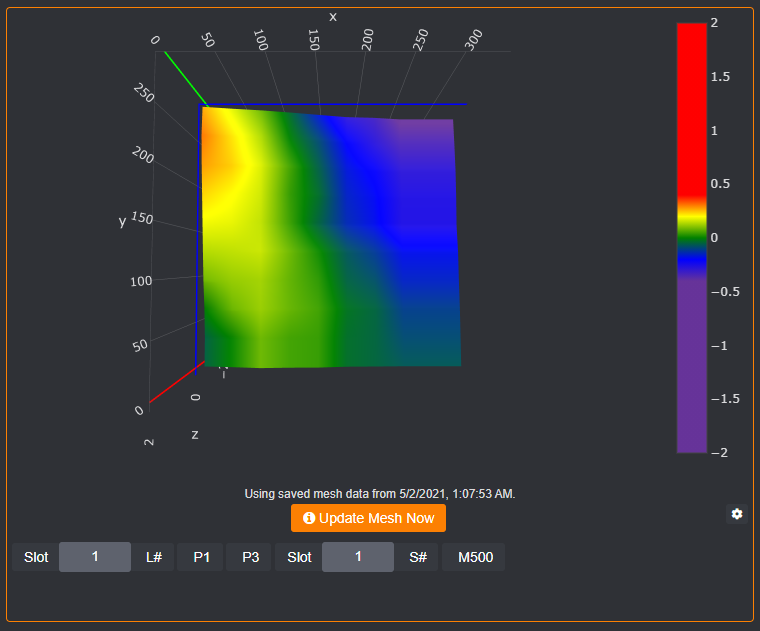 x
0 50 100 150 200 250 300
250
200
y 150
100
50
0
2
0
−2
z
2
1.5
1
0.5
0
−0.5
−1
−1.5
−2
Using saved mesh data from 5/2/2021, 1:07:53 AM.
Update Mesh Now
Slot 1 L# P1 P3 Slot 1 S# M500